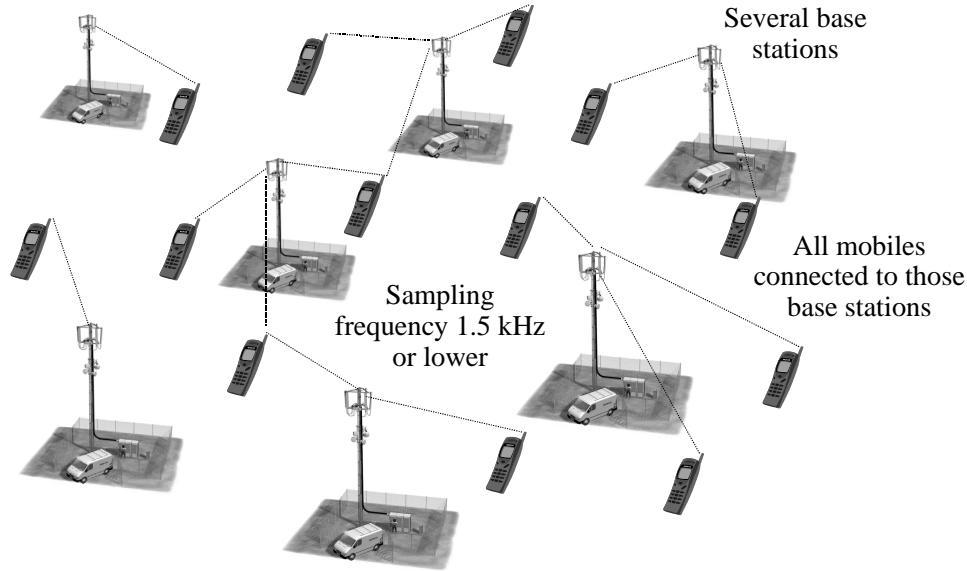 Several base
stations
All mobiles
connected to those
base stations
Sampling
frequency 1.5 kHz
or lower